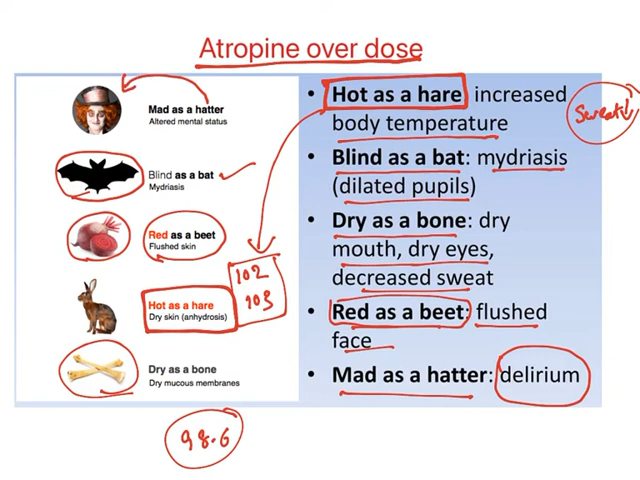 Atropine over dose
Mad as a hatter
Altered mental status
Blind as a bat
Mydriasis
Red as a beet
Flushed skin
Hot as a hare
Dry skin (anhydrosis)
Dry as a bone
Dry mucous membranes
102
103
98.6
• Hot as a hare: increased
body temperature
• Blind as a bat: mydriasis
(dilated pupils)
• Dry as a bone: dry
mouth, dry eyes,
decreased sweat
• Red as a beet: flushed
face
• Mad as a hatter: delirium
Sweat↓